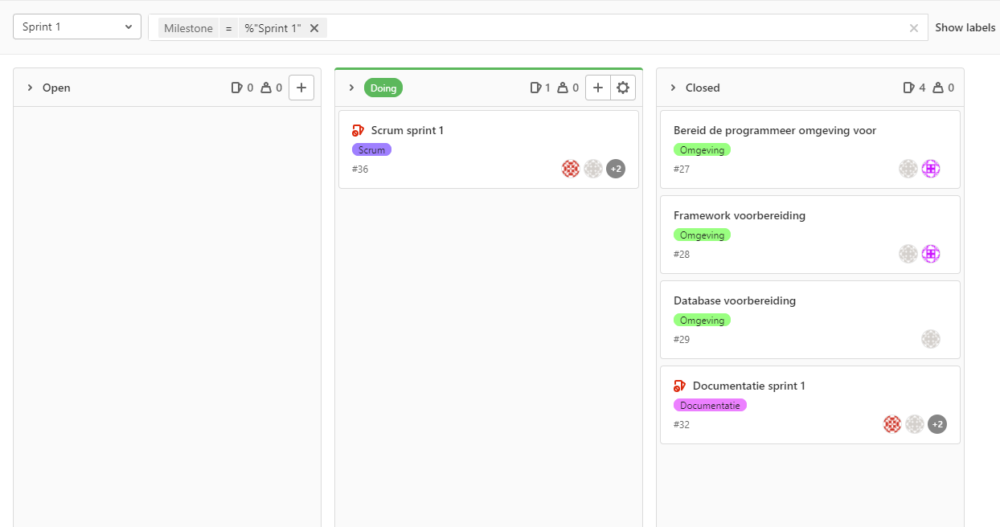 Sprint 1
Milestone = %"Sprint 1"
Show labels
Open 0 0
Doing 1 0
Scrum sprint 1
Scrum
#36 +2
Closed 4 0
Bereid de programmeer omgeving voor
Omgeving
#27
Framework voorbereiding
Omgeving
#28
Database voorbereiding
Omgeving
#29
Documentatie sprint 1
Documentatie
#32 +2